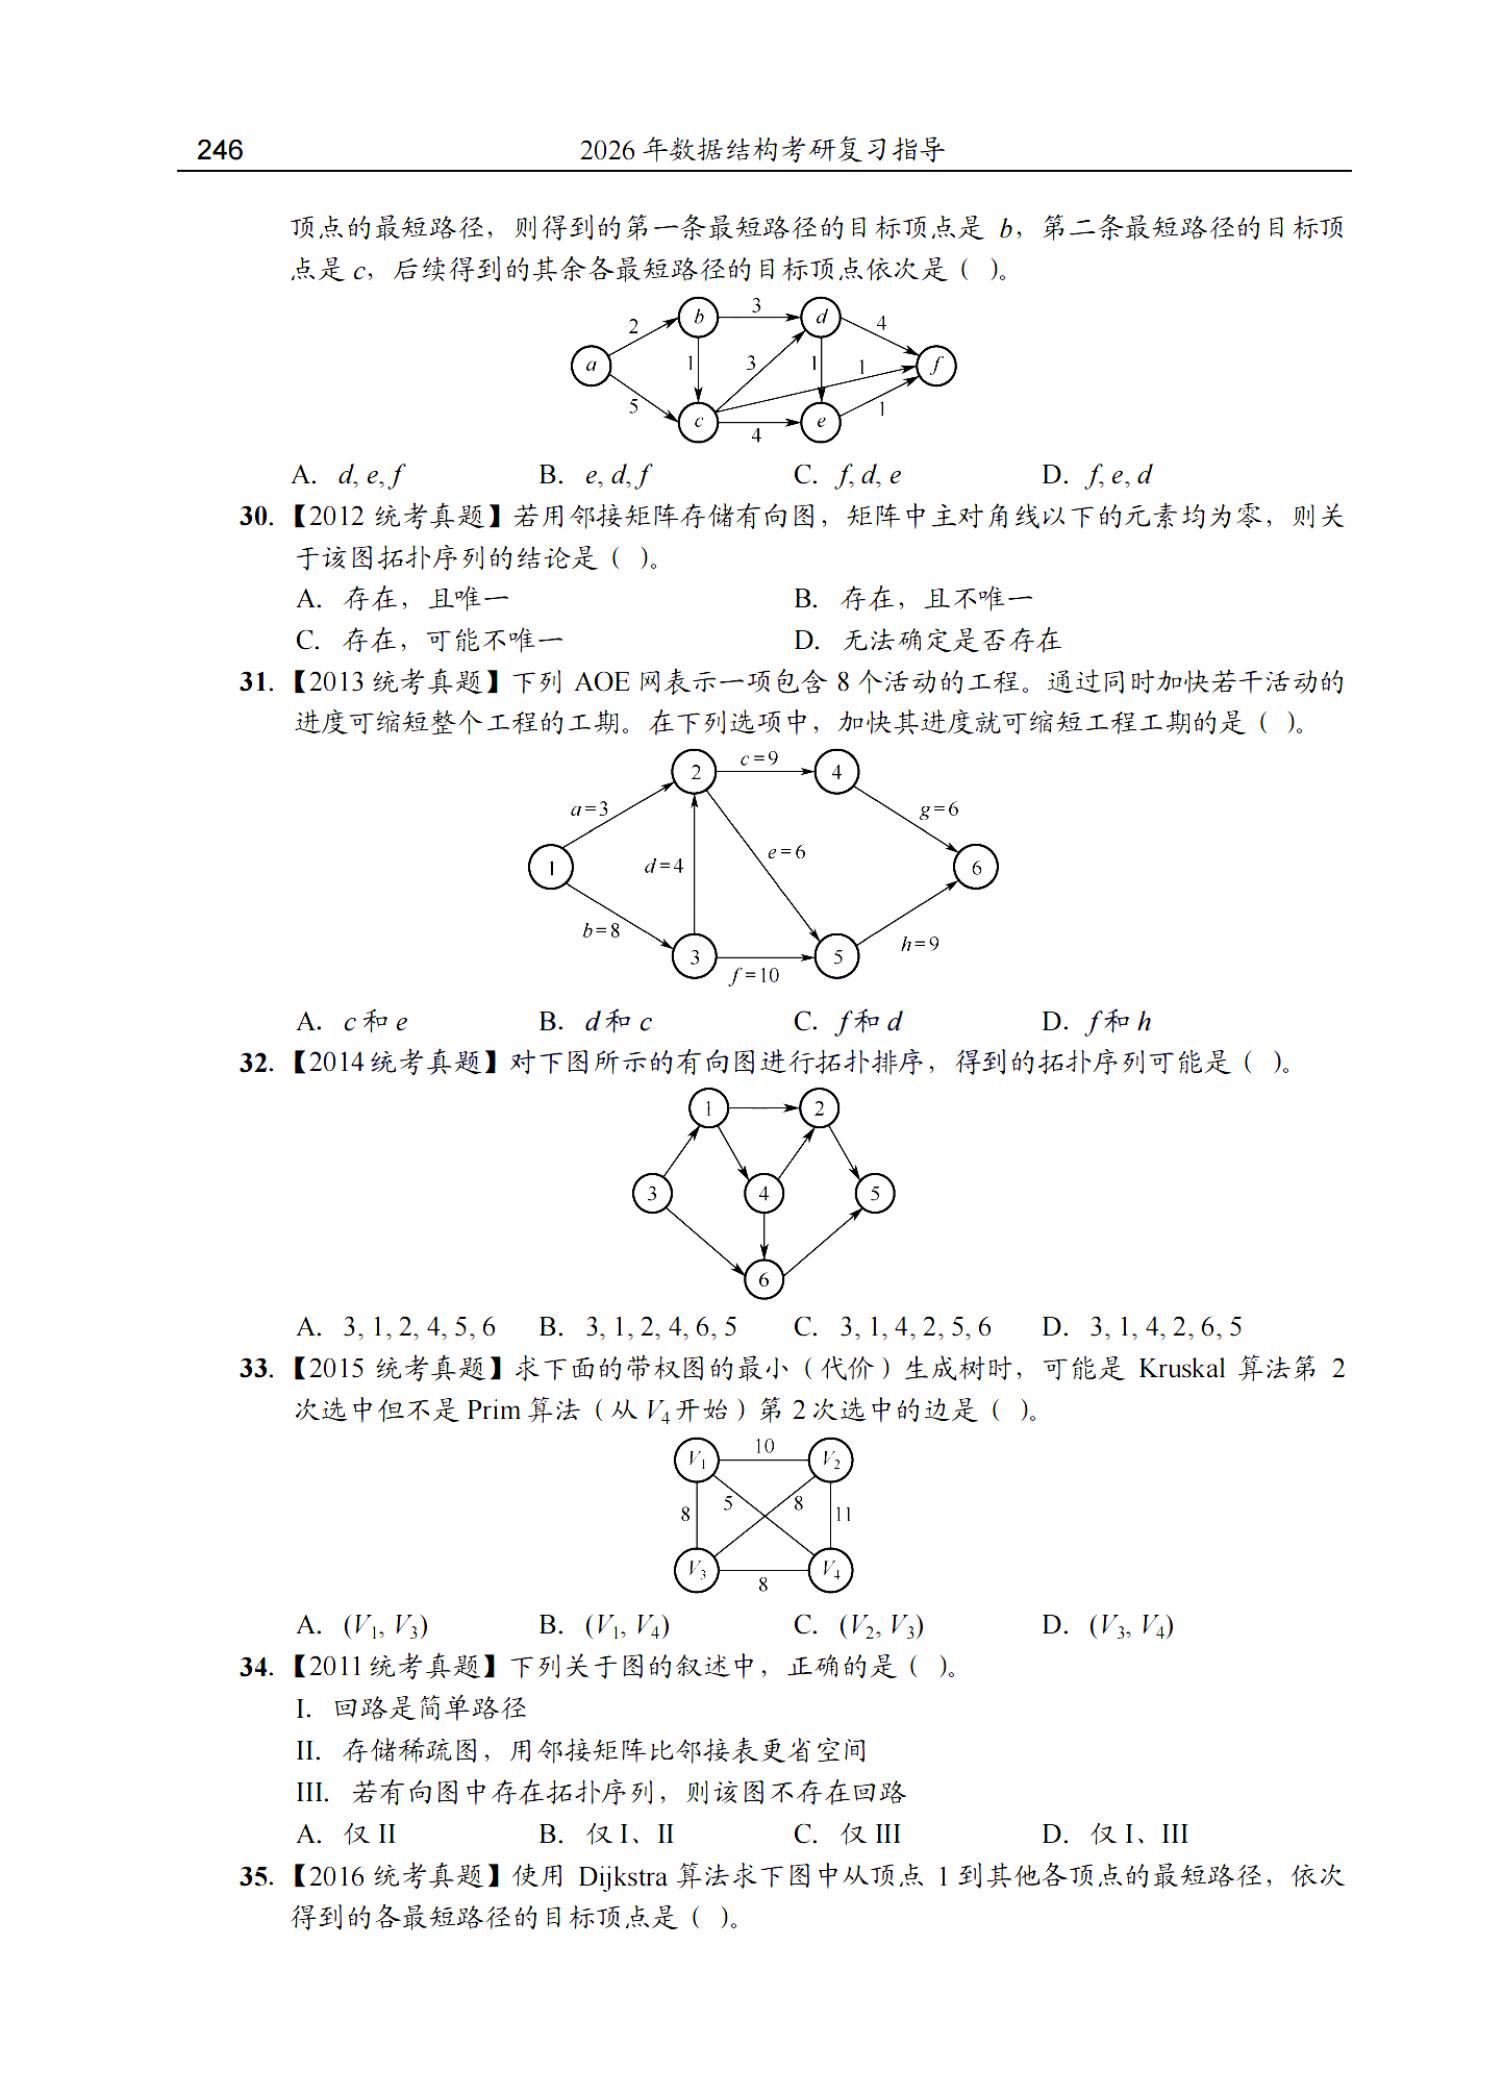 246 2026 年数据结构考研复习指导
顶点的最短路径，则得到的第一条最短路径的目标顶点是 b，第二条最短路径的目标顶
点是 c，后续得到的其余各最短路径的目标顶点依次是（ ）。
b 3 d
2 4
a 1 3 1 1 f
5 1
c 4 e
A. d, e, f B. e, d, f C. f, d, e D. f, e, d
30. 【2012 统考真题】若用邻接矩阵存储有向图，矩阵中主对角线以下的元素均为零，则关
于该图拓扑序列的结论是（ ）。
A. 存在，且唯一 B. 存在，且不唯一
C. 存在，可能不唯一 D. 无法确定是否存在
31. 【2013 统考真题】下列 AOE 网表示一项包含 8 个活动的工程。通过同时加快若干活动的
进度可缩短整个工程的工期。在下列选项中，加快其进度就可缩短工程工期的是（ ）。
2 c=9 4
a=3 g=6
1 d=4 e=6 6
b=8 h=9
3 f=10 5
A. c 和 e B. d 和 c C. f 和 d D. f 和 h
32. 【2014 统考真题】对下图所示的有向图进行拓扑排序，得到的拓扑序列可能是（ ）。
1 2
3 4 5
6
A. 3, 1, 2, 4, 5, 6 B. 3, 1, 2, 4, 6, 5 C. 3, 1, 4, 2, 5, 6 D. 3, 1, 4, 2, 6, 5
33. 【2015 统考真题】求下面的带权图的最小（代价）生成树时，可能是 Kruskal 算法第 2
次选中但不是 Prim 算法（从 V4 开始）第 2 次选中的边是（ ）。
V1 10 V2
8 5 8 11
V3 8 V4
A. (V1, V3) B. (V1, V4) C. (V2, V3) D. (V3, V4)
34. 【2011 统考真题】下列关于图的叙述中，正确的是（ ）。
I. 回路是简单路径
II. 存储稀疏图，用邻接矩阵比邻接表更省空间
III. 若有向图中存在拓扑序列，则该图不存在回路
A. 仅 II B. 仅 I、II C. 仅 III D. 仅 I、III
35. 【2016 统考真题】使用 Dijkstra 算法求下图中从顶点 1 到其他各顶点的最短路径，依次
得到的各最短路径的目标顶点是（ ）。